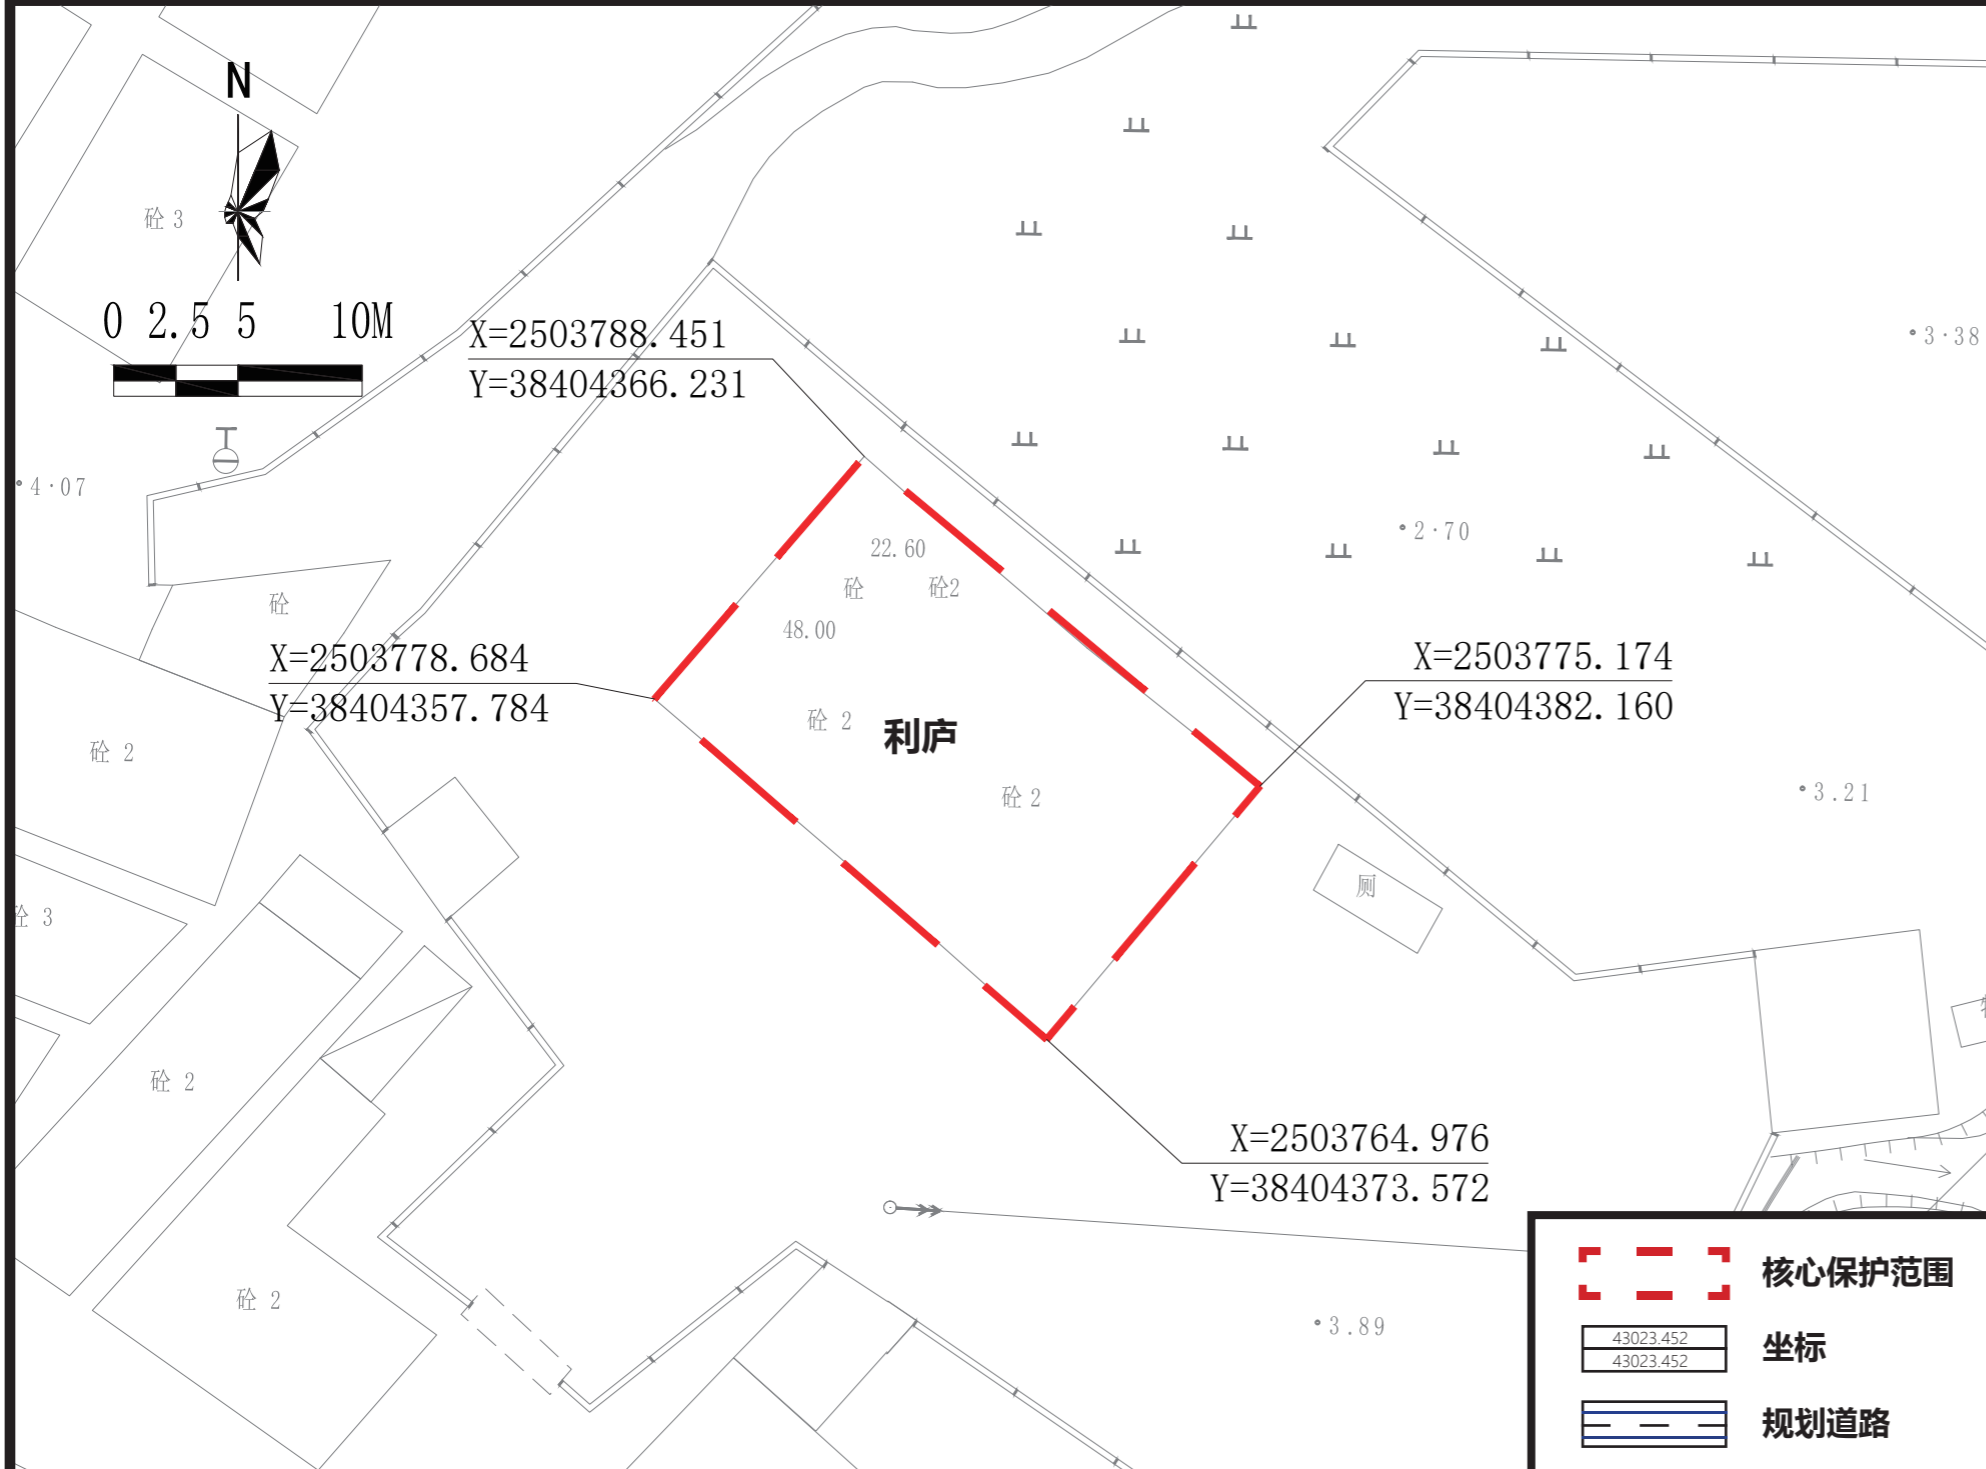 N
砼 3
0 2.5 5 10M
X=2503788.451
Y=38404366.231
3·38
4·07
2·70
22.60
砼 砼2
48.00
砼
X=2503778.684
Y=38404357.784
X=2503775.174
Y=38404382.160
砼 2
利庐
砼 2
砼 2
3.21
厕
砼 3
砼 2
X=2503764.976
Y=38404373.572
砼 2
3.89
核心保护范围
43023.452
43023.452
坐标
规划道路